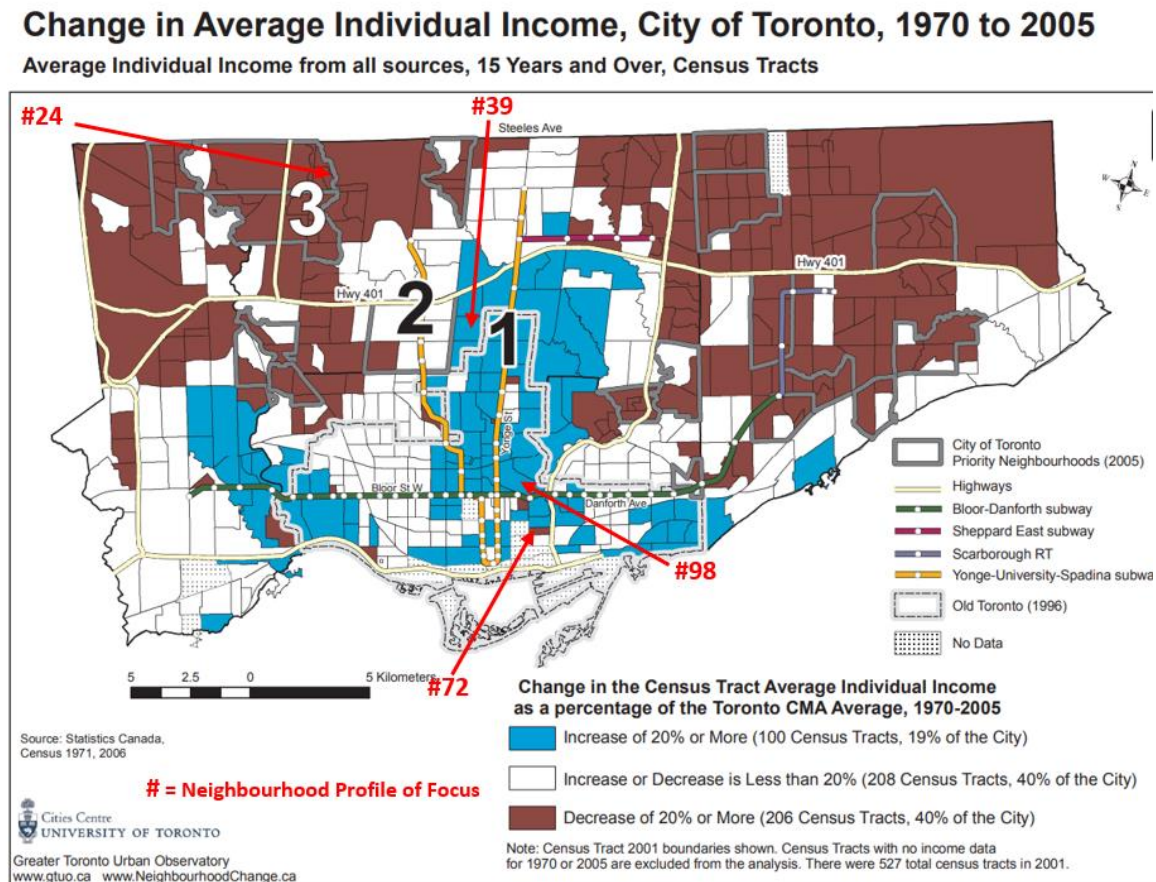 Change in Average Individual Income, City of Toronto, 1970 to 2005
Average Individual Income from all sources, 15 Years and Over, Census Tracts
#24
#39
Steeles Ave
3
N
W
E
S
Hwy 401
Hwy 401
2
1
Yonge St
Bloor St W
Danforth Ave
#98
#72
City of Toronto
Priority Neighbourhoods (2005)
Highways
Bloor-Danforth subway
Sheppard East subway
Scarborough RT
Yonge-University-Spadina subwa
Old Toronto (1996)
No Data
5 2.5 0 5 Kilometers
Change in the Census Tract Average Individual Income
as a percentage of the Toronto CMA Average, 1970-2005
Increase of 20% or More (100 Census Tracts, 19% of the City)
Increase or Decrease is Less than 20% (208 Census Tracts, 40% of the City)
Decrease of 20% or More (206 Census Tracts, 40% of the City)
Note: Census Tract 2001 boundaries shown. Census Tracts with no income data
for 1970 or 2005 are excluded from the analysis. There were 527 total census tracts in 2001.
Source: Statistics Canada,
Census 1971, 2006
# = Neighbourhood Profile of Focus
Cities Centre
UNIVERSITY OF TORONTO
Greater Toronto Urban Observatory
www.gtuo.ca www.NeighbourhoodChange.ca